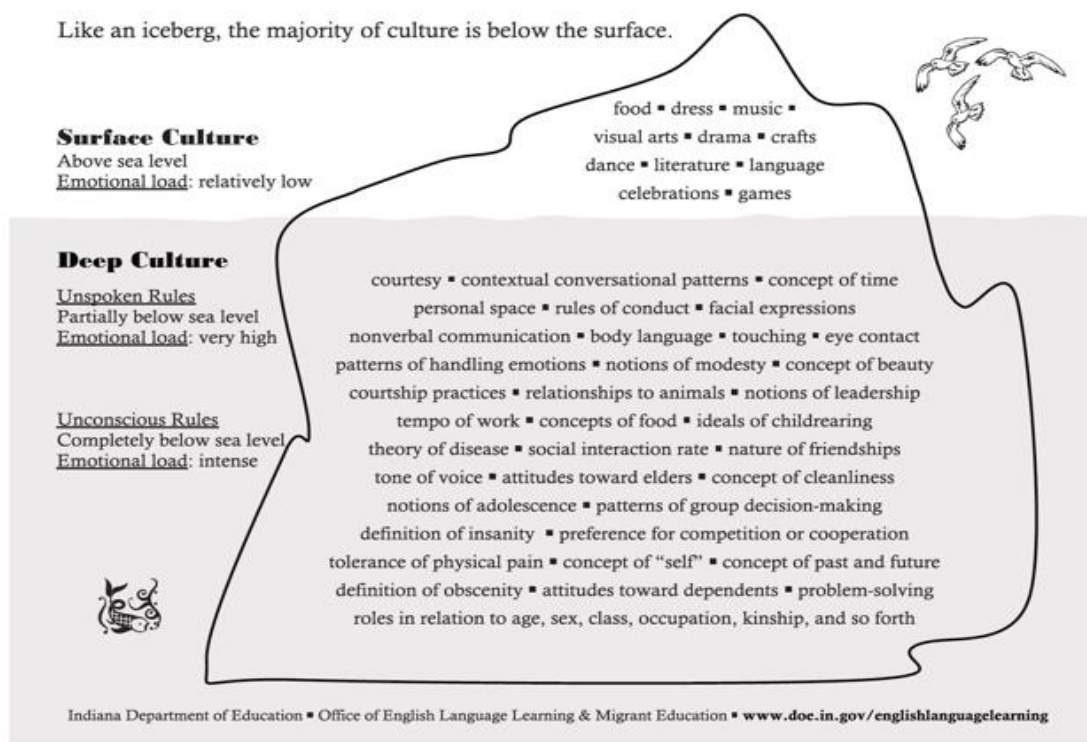 Like an iceberg, the majority of culture is below the surface.
food ▪ dress ▪ music ▪
visual arts ▪ drama ▪ crafts
dance ▪ literature ▪ language
celebrations ▪ games
Surface Culture
Above sea level
Emotional load: relatively low
Deep Culture
Unspoken Rules
Partially below sea level
Emotional load: very high
Unconscious Rules
Completely below sea level
Emotional load: intense
courtesy ▪ contextual conversational patterns ▪ concept of time
personal space ▪ rules of conduct ▪ facial expressions
nonverbal communication ▪ body language ▪ touching ▪ eye contact
patterns of handling emotions ▪ notions of modesty ▪ concept of beauty
courtship practices ▪ relationships to animals ▪ notions of leadership
tempo of work ▪ concepts of food ▪ ideals of childrearing
theory of disease ▪ social interaction rate ▪ nature of friendships
tone of voice ▪ attitudes toward elders ▪ concept of cleanliness
notions of adolescence ▪ patterns of group decision-making
definition of insanity ▪ preference for competition or cooperation
tolerance of physical pain ▪ concept of “self” ▪ concept of past and future
definition of obscenity ▪ attitudes toward dependents ▪ problem-solving
roles in relation to age, sex, class, occupation, kinship, and so forth
Indiana Department of Education ▪ Office of English Language Learning & Migrant Education ▪ www.doe.in.gov/englishlanguagelearning